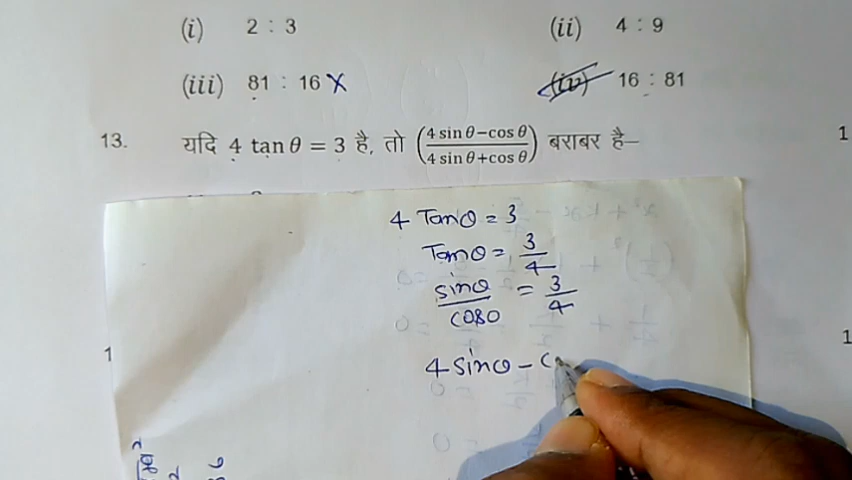 (i) 2 : 3 (ii) 4 : 9
(iii) 81 : 16 X (iv) 16 : 81
13. यदि 4 tan θ = 3 है, तो (4 sin θ−cos θ / 4 sin θ+cos θ) बराबर है– 1
4 Tanθ = 3
Tanθ = 3/4
sinθ/cosθ = 3/4
1 1
4 sinθ – c